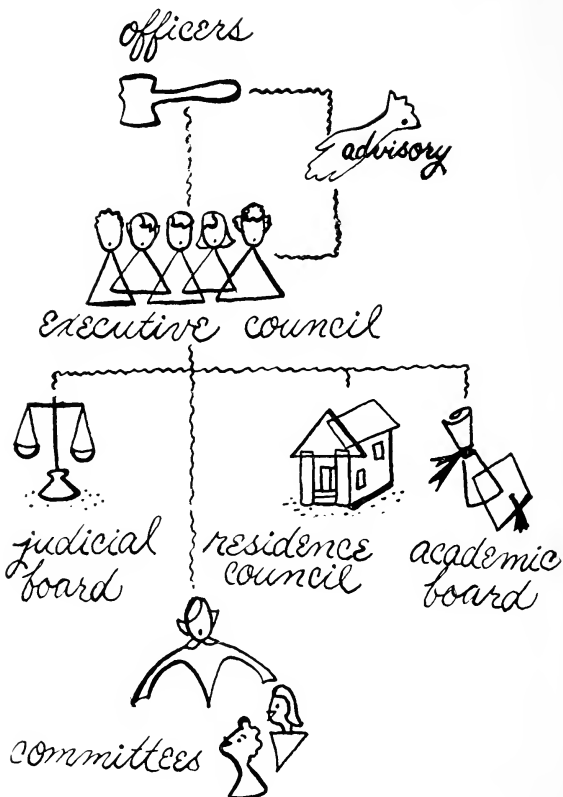 officers
advisory
executive council
judicial
board
residence
council
academic
board
committees